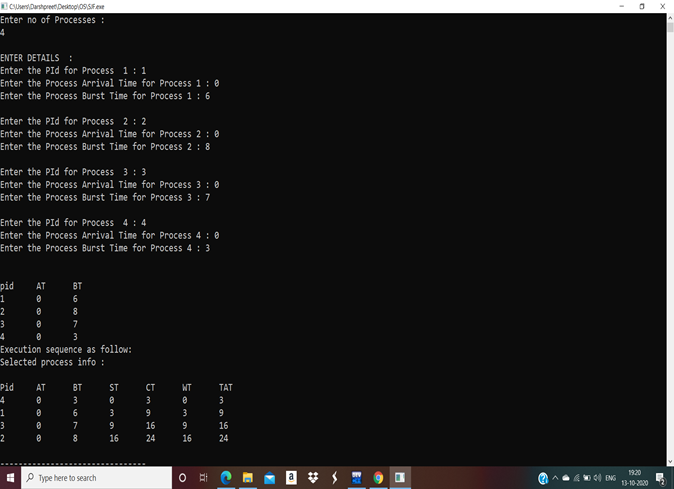 C:\Users\Darshpreet\Desktop\OS\SJF.exe
Enter no of Processes :
4
ENTER DETAILS  :
Enter the PId for Process  1 : 1
Enter the Process Arrival Time for Process 1 : 0
Enter the Process Burst Time for Process 1 : 6
Enter the PId for Process  2 : 2
Enter the Process Arrival Time for Process 2 : 0
Enter the Process Burst Time for Process 2 : 8
Enter the PId for Process  3 : 3
Enter the Process Arrival Time for Process 3 : 0
Enter the Process Burst Time for Process 3 : 7
Enter the PId for Process  4 : 4
Enter the Process Arrival Time for Process 4 : 0
Enter the Process Burst Time for Process 4 : 3
pid AT BT
1 0 6
2 0 8
3 0 7
4 0 3
Execution sequence as follow:
Selected process info :
Pid AT BT ST CT WT TAT
4 0 3 0 3 0 3
1 0 6 3 9 3 9
3 0 7 9 16 9 16
2 0 8 16 24 16 24
--------------------------------
Type here to search
ENG
19:20
13-10-2020
2